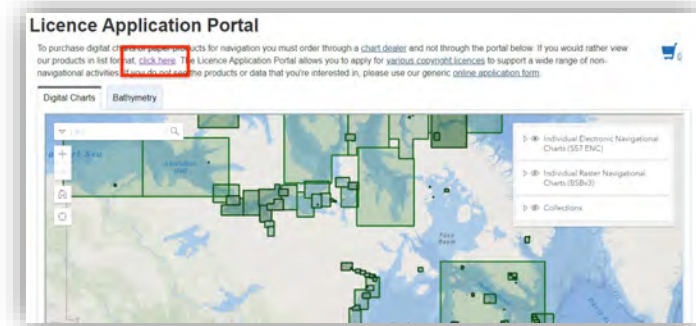 Licence Application Portal
To purchase digital charts or paper products for navigation you must order through a chart dealer and not through the portal below. If you would rather view
our products in list format, click here. The Licence Application Portal allows you to apply for various copyright licences to support a wide range of non-
navigational activities. If you do not see the products or data that you're interested in, please use our generic online application form.
Digital Charts
Bathymetry
Individual Electronic Navigational
Charts (S57 ENC)
Individual Raster Navigational
Charts (BSBv3)
Collections
Foxe
Basin